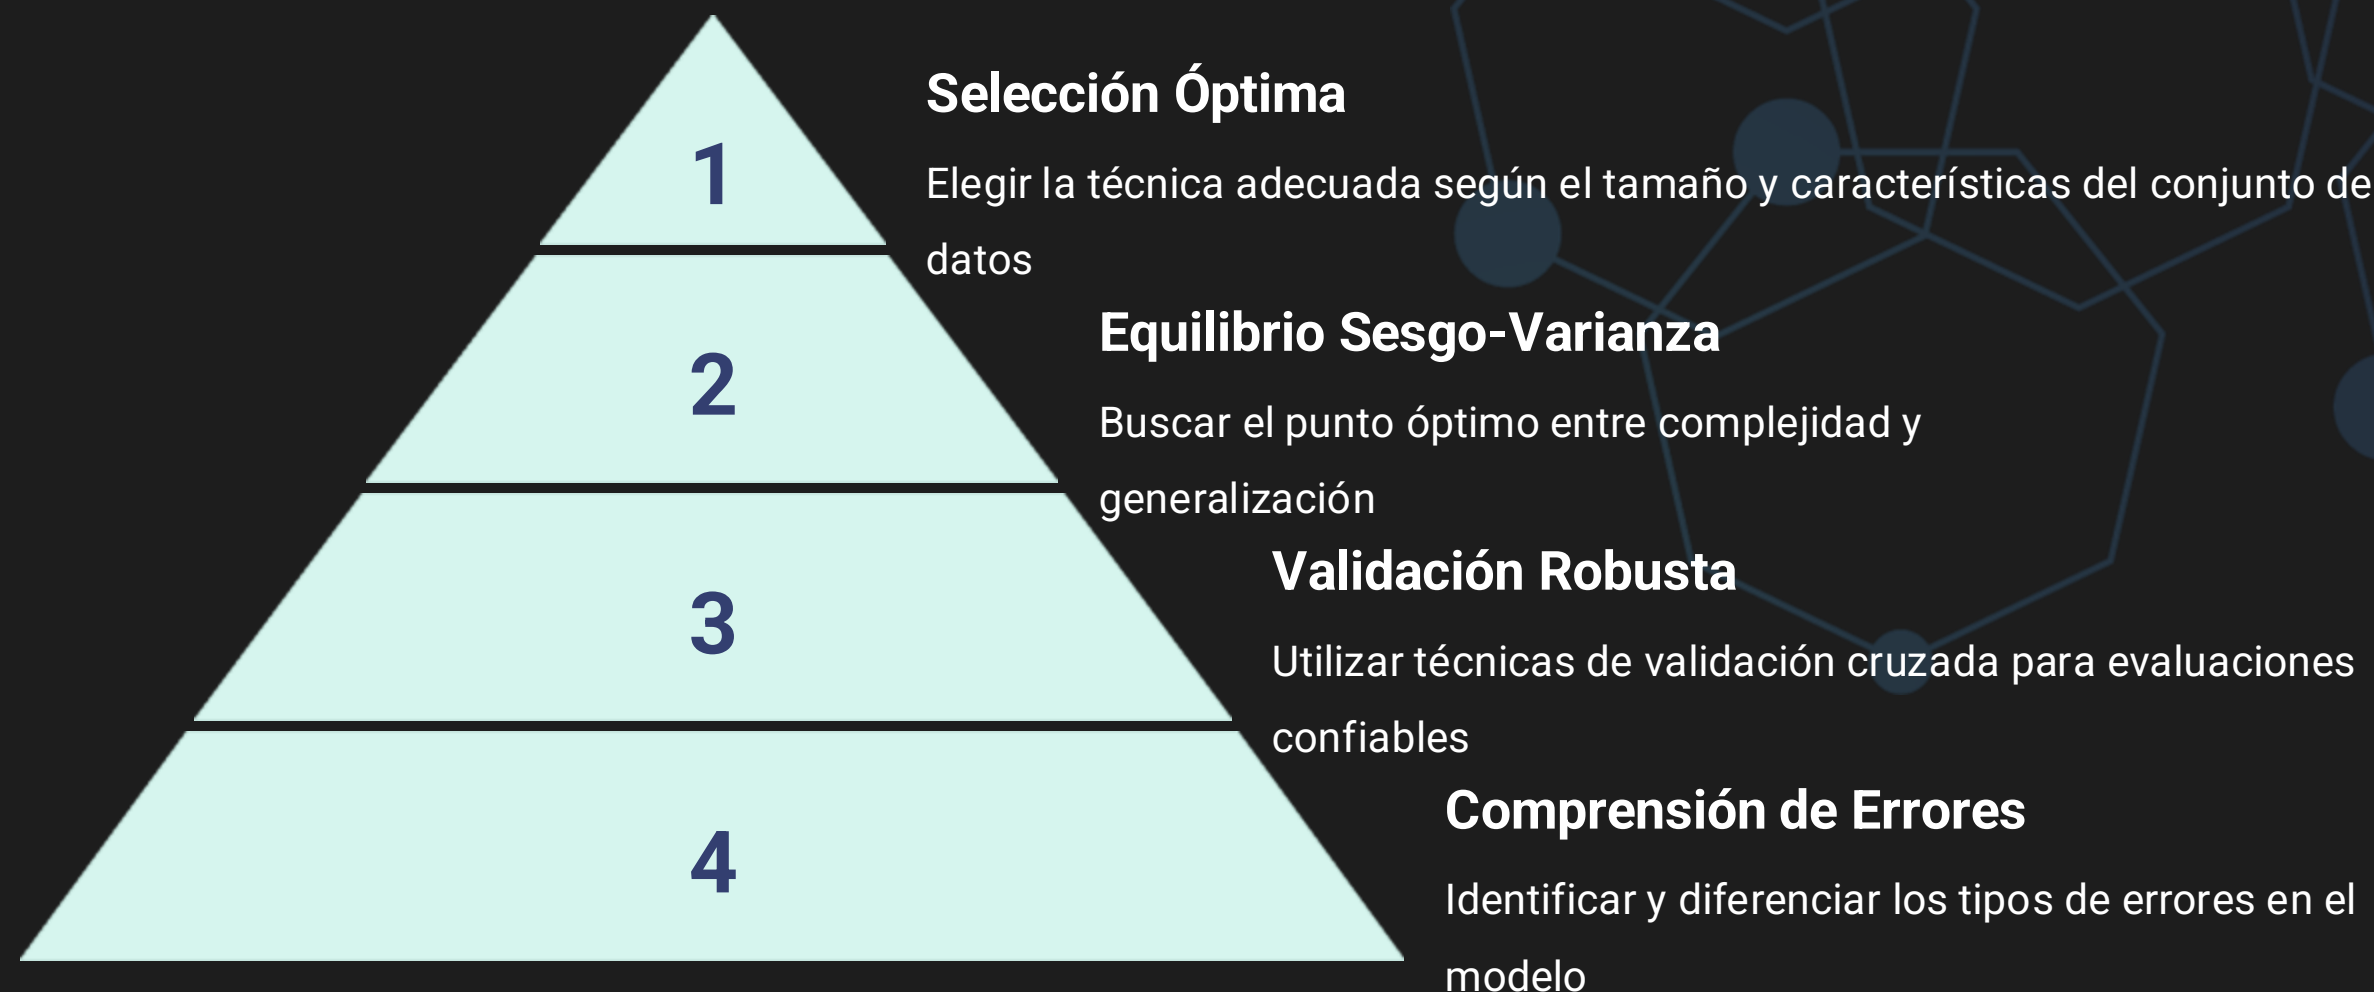 1
Selección Óptima
Elegir la técnica adecuada según el tamaño y características del conjunto de
datos
2
Equilibrio Sesgo-Varianza
Buscar el punto óptimo entre complejidad y
generalización
3
Validación Robusta
Utilizar técnicas de validación cruzada para evaluaciones
confiables
4
Comprensión de Errores
Identificar y diferenciar los tipos de errores en el
modelo